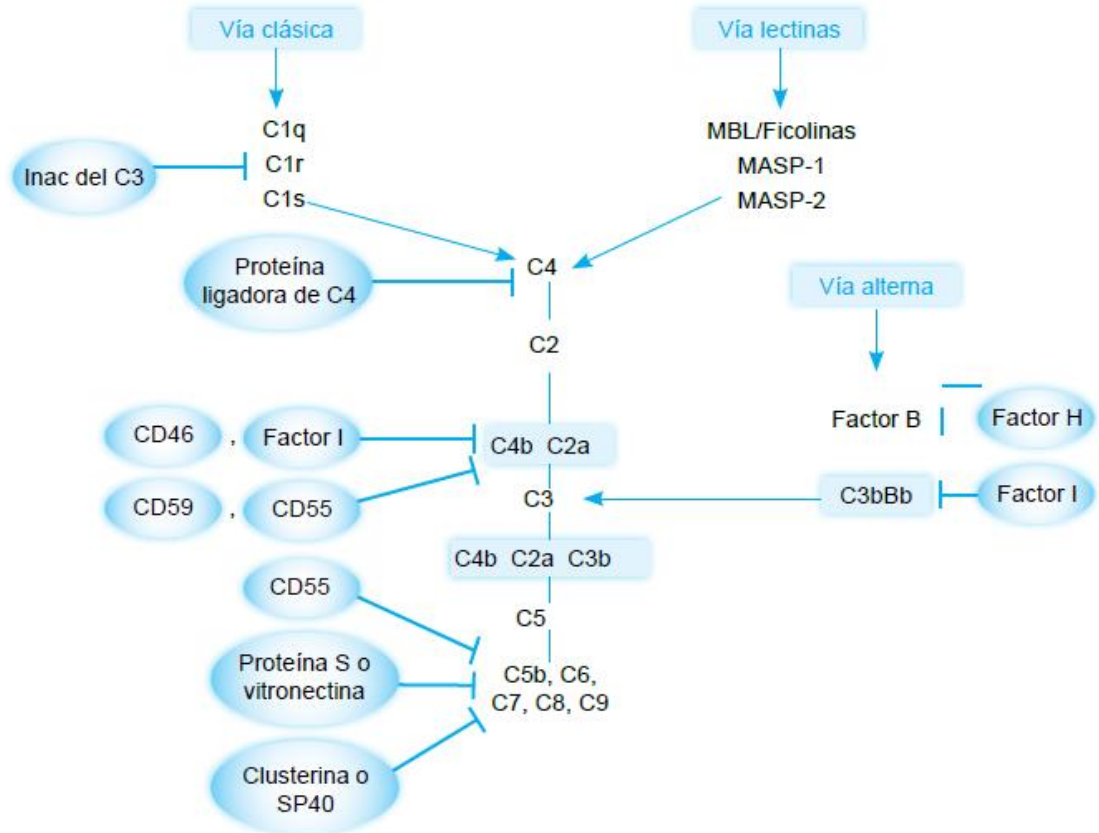 Vía clásica
Vía lectinas
C1q
C1r
C1s
Inac del C3
MBL/Ficolinas
MASP-1
MASP-2
Proteína
ligadora de C4
C4
Vía alterna
C2
CD46 , Factor I
C4b C2a
Factor B
Factor H
CD59 , CD55
C3
C3bBb
Factor I
C4b C2a C3b
CD55
C5
Proteína S o
vitronectina
C5b, C6,
C7, C8, C9
Clusterina o
SP40